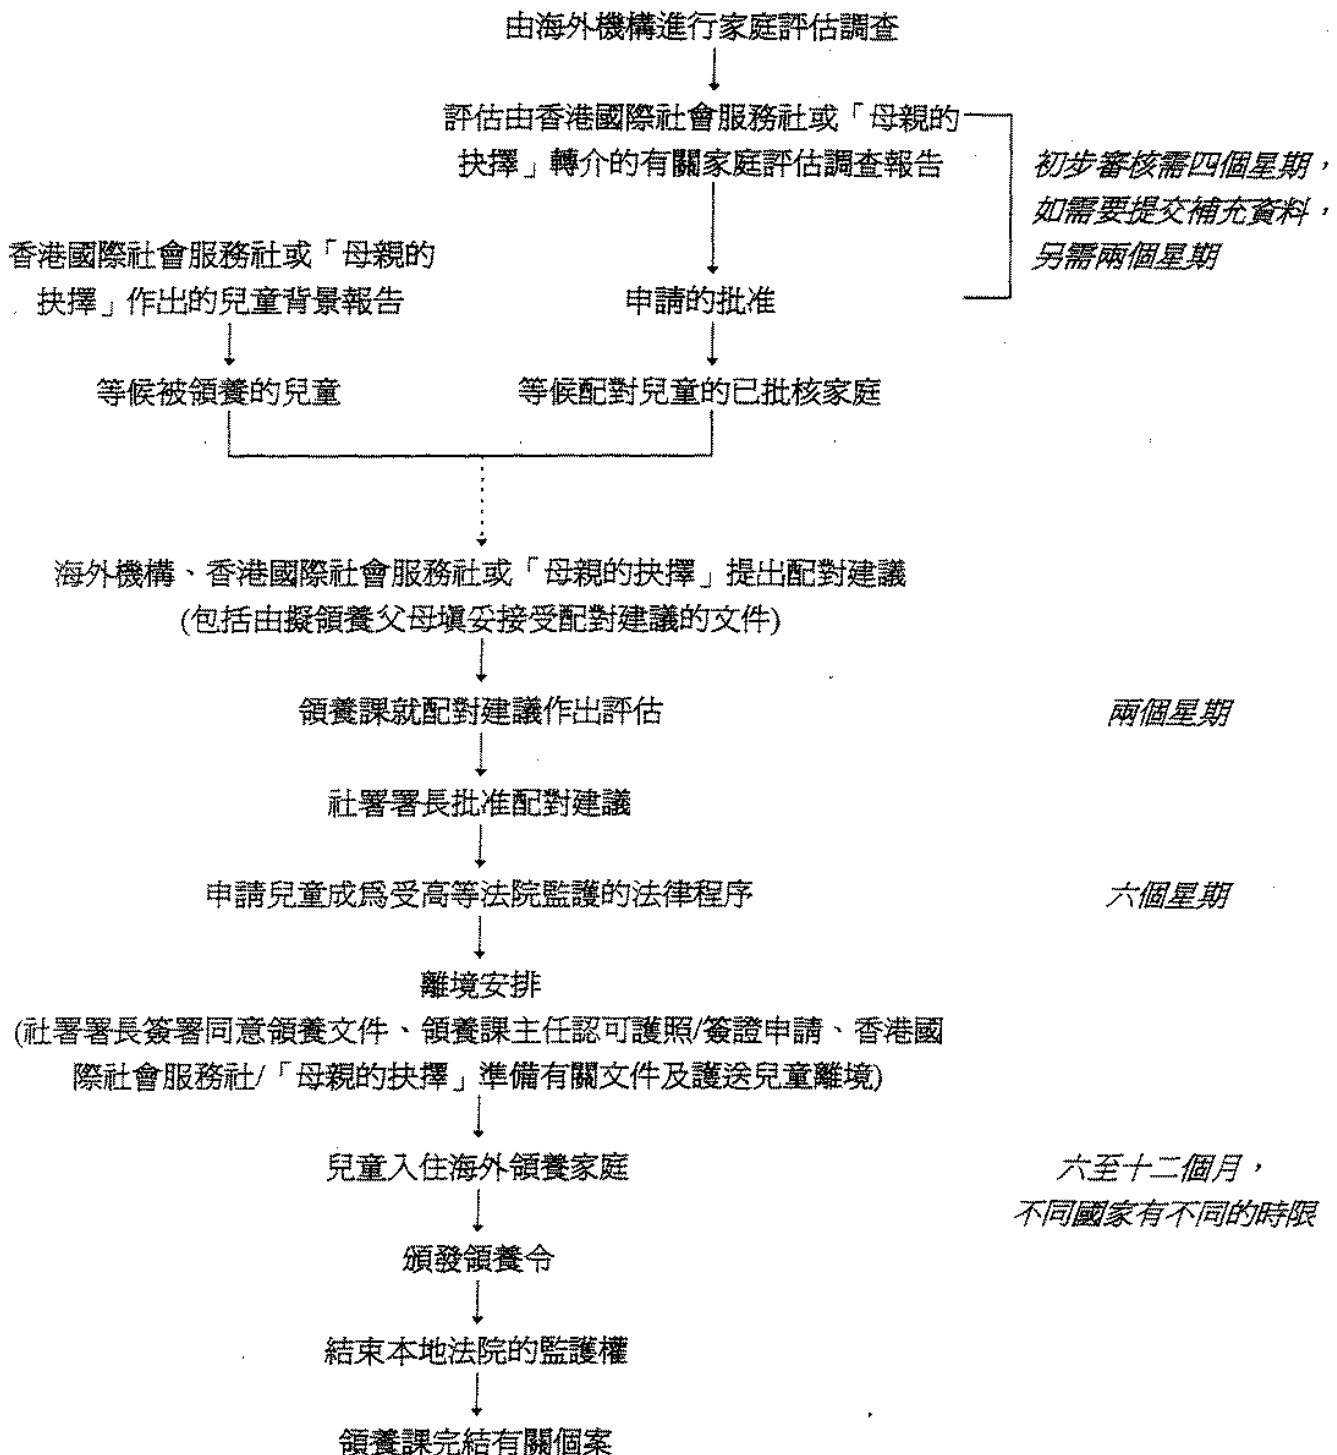 由海外機構進行家庭評估調查
評估由香港國際社會服務社或「母親的
抉擇」轉介的有關家庭評估調查報告
初步審核需四個星期，
如需要提交補充資料，
另需兩個星期
香港國際社會服務社或「母親的
抉擇」作出的兒童背景報告
申請的批准
等候被領養的兒童
等候配對兒童的已批核家庭
海外機構、香港國際社會服務社或「母親的抉擇」提出配對建議
(包括由擬領養父母填妥接受配對建議的文件)
領養課就配對建議作出評估
兩個星期
社署署長批准配對建議
申請兒童成爲受高等法院監護的法律程序
六個星期
離境安排
(社署署長簽署同意領養文件、領養課主任認可護照/簽證申請、香港國
際社會服務社/「母親的抉擇」準備有關文件及護送兒童離境)
兒童入住海外領養家庭
六至十二個月，
不同國家有不同的時限
頒發領養令
結束本地法院的監護權
領養課完結有關個案